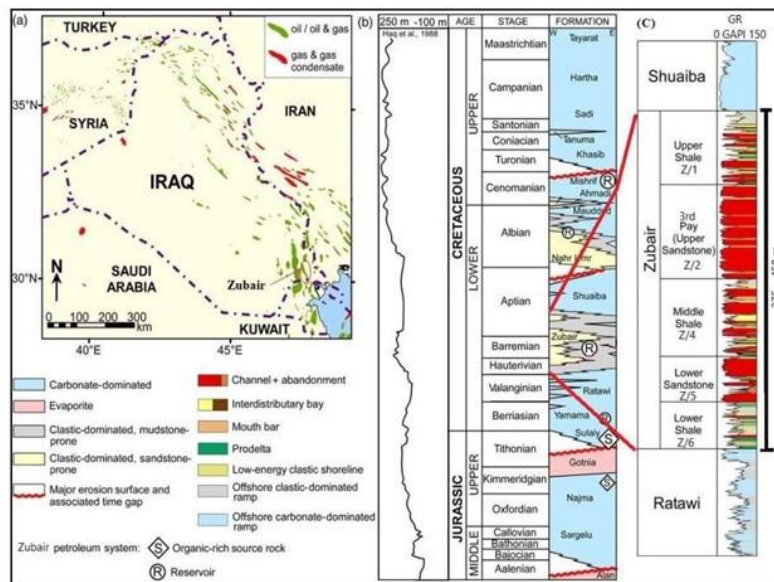 (a)
TURKEY
oil / oil & gas
gas & gas
condensate
35°N
SYRIA
IRAN
IRAQ
30°N
N
SAUDI
ARABIA
Zubair
KUWAIT
0 100 200 300
km
40°E
45°E
Carbonate-dominated
Evaporite
Clastic-dominated, mudstone-
prone
Clastic-dominated, sandstone-
prone
Major erosion surface and
associated time gap
Channel + abandonment
Interdistributary bay
Mouth bar
Prodelta
Low-energy clastic shoreline
Offshore clastic-dominated
ramp
Offshore carbonate-dominated
ramp
Zubair petroleum system:
S Organic-rich source rock
R Reservoir
(b)
250 m -100 m
Haq et al., 1988
AGE
STAGE
FORMATION
W E
CRETACEOUS
UPPER
Maastrichtian
Campanian
Santonian
Coniacian
Turonian
Cenomanian
LOWER
Albian
Aptian
Barremian
Hauterivian
Valanginian
Berriasian
JURASSIC
UPPER
Tithonian
Kimmeridgian
Oxfordian
MIDDLE
Callovian
Bathonian
Bajocian
Aalenian
Tayarat
Hartha
Sadi
Tanuma
Khasib
Mishrif
R
Ahmadi
Mauddud
R
Nahr Umr
Shuaiba
Zubair
R
Ratawi
Yamama
R
Sulaiy
S
Gotnia
S
Najma
Sargelu
Alan
(C)
GR
0 GAPI 150
Shuaiba
Zubair
Upper
Shale
Z/1
3rd
Pay
(Upper
Sandstone)
Z/2
Middle
Shale
Z/4
Lower
Sandstone
Z/5
Lower
Shale
Z/6
Ratawi